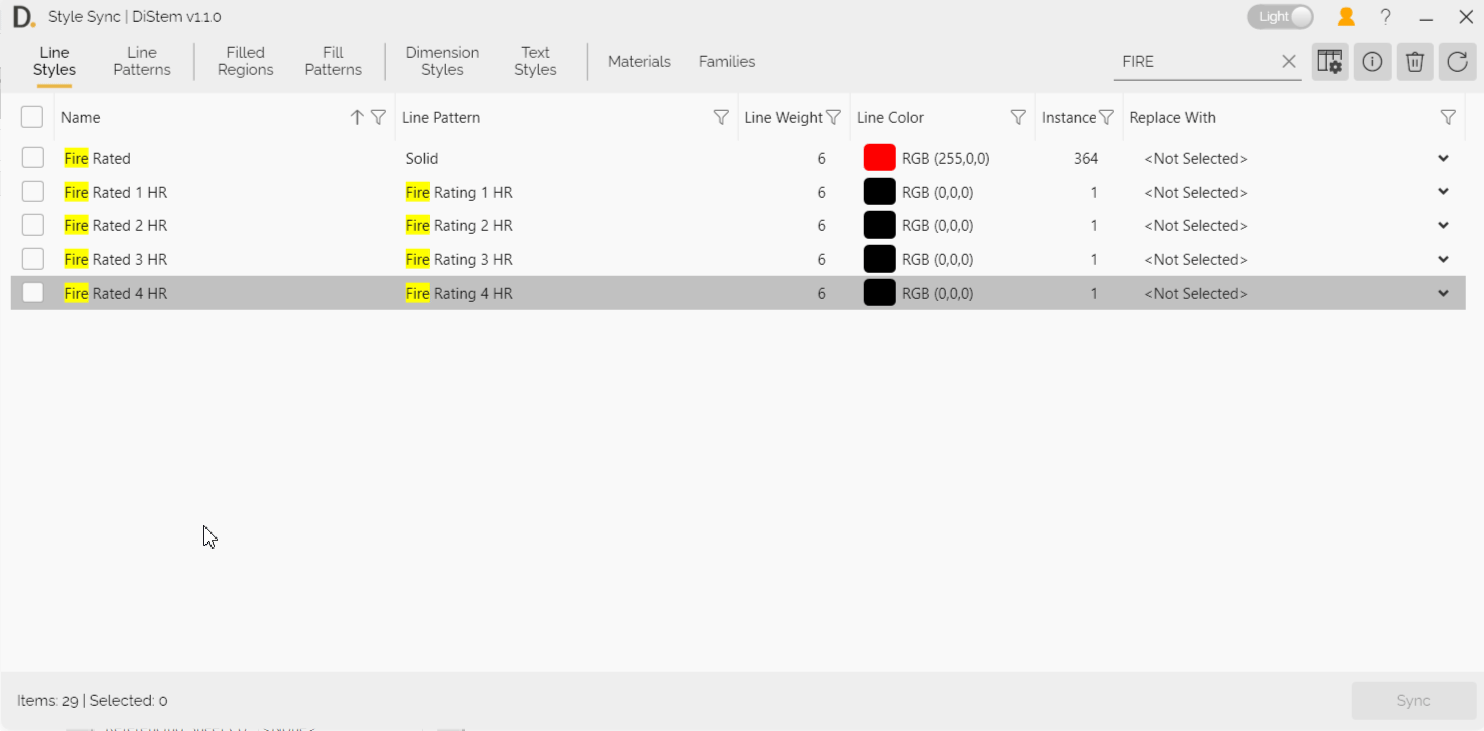 D. Style Sync | DiStem v1.1.0 Light ?
Line Styles Line Patterns Filled Regions Fill Patterns Dimension Styles Text Styles Materials Families FIRE
Name Line Pattern Line Weight Line Color Instance Replace With
Fire Rated Solid 6 RGB (255,0,0) 364 <Not Selected>
Fire Rated 1 HR Fire Rating 1 HR 6 RGB (0,0,0) 1 <Not Selected>
Fire Rated 2 HR Fire Rating 2 HR 6 RGB (0,0,0) 1 <Not Selected>
Fire Rated 3 HR Fire Rating 3 HR 6 RGB (0,0,0) 1 <Not Selected>
Fire Rated 4 HR Fire Rating 4 HR 6 RGB (0,0,0) 1 <Not Selected>
Items: 29 | Selected: 0 Sync